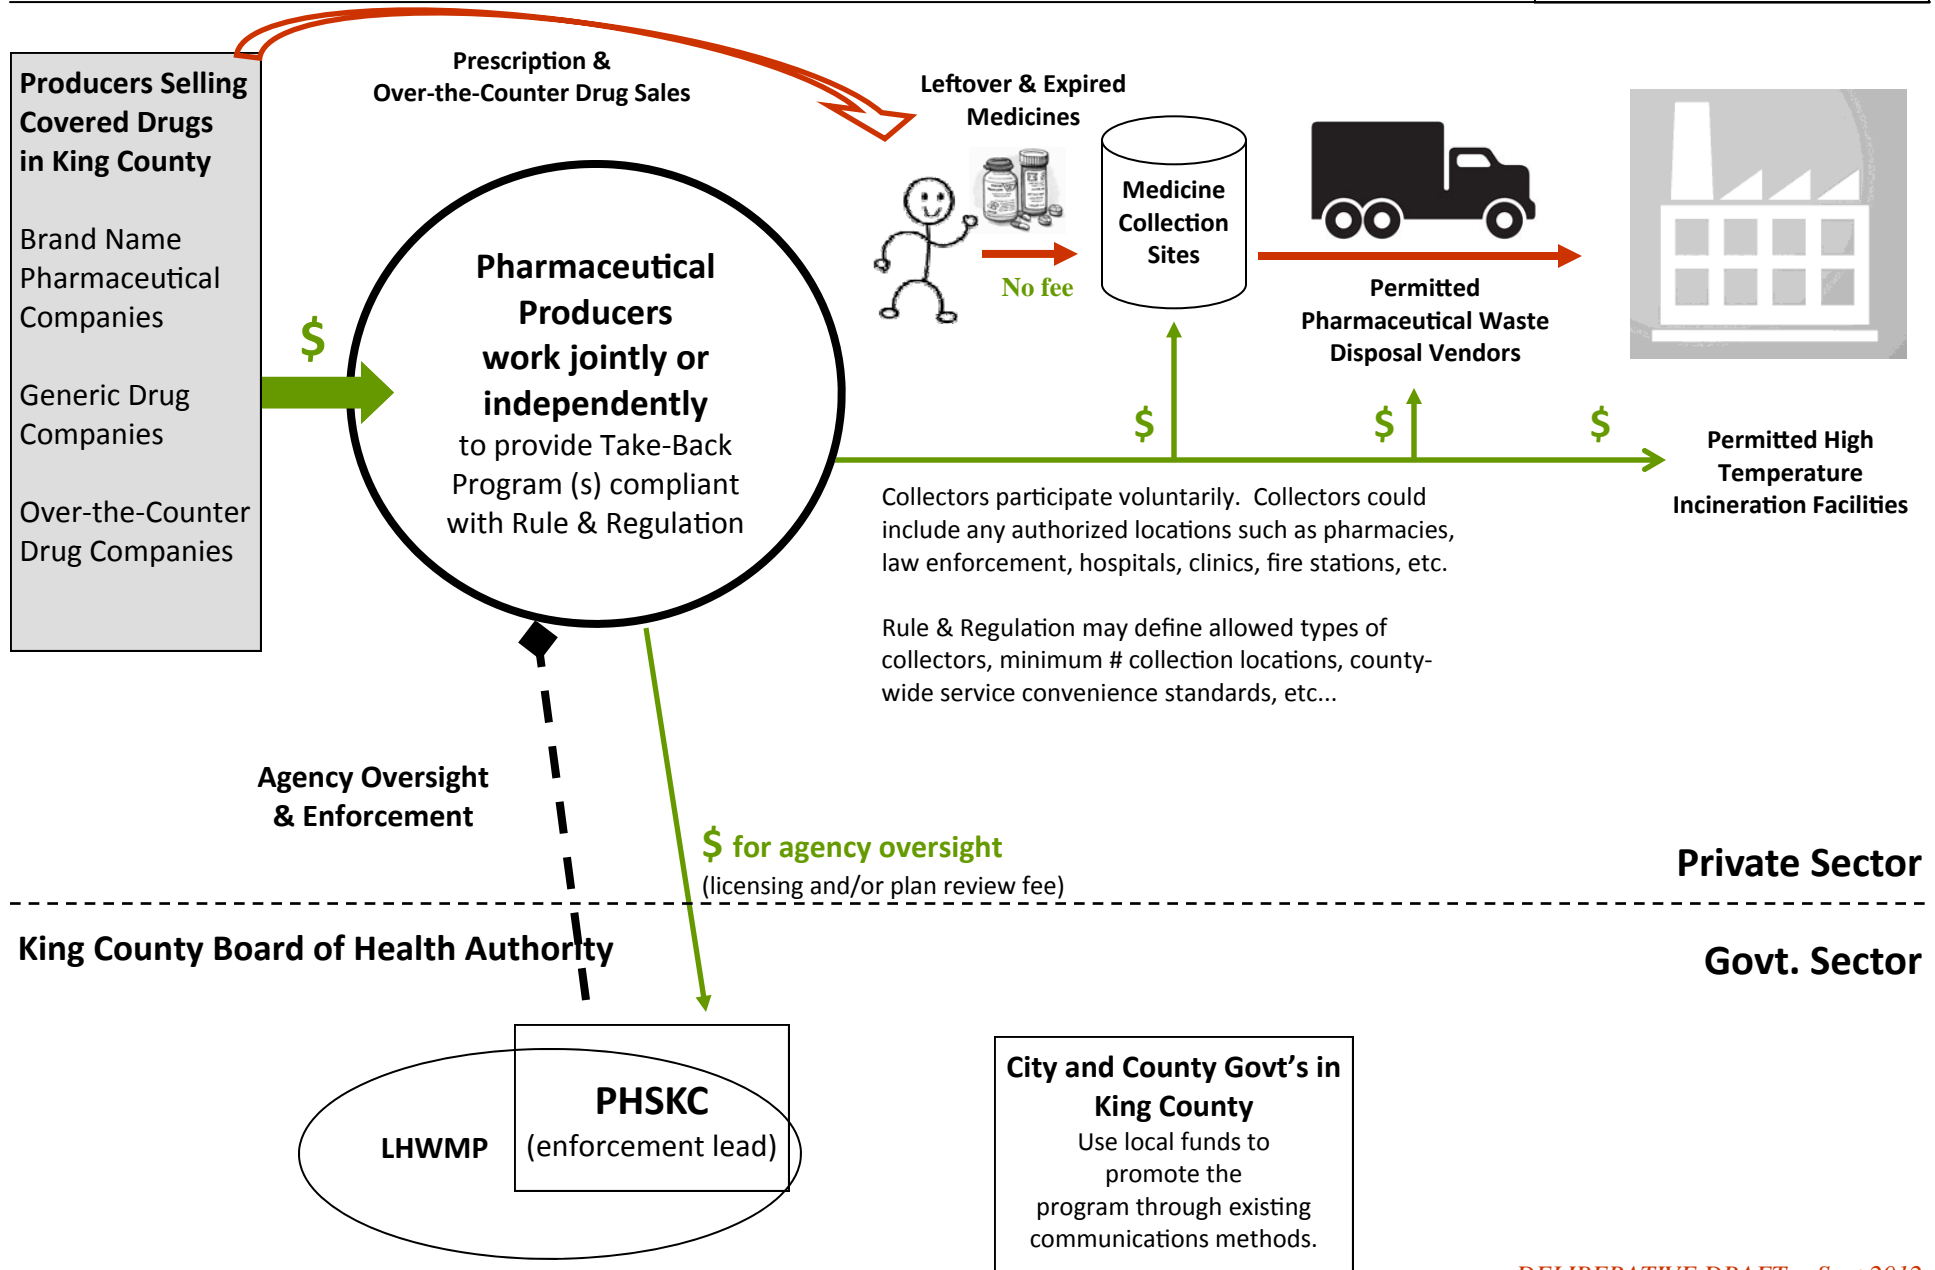 Producers Selling
Covered Drugs
in King County
Brand Name
Pharmaceutical
Companies
Generic Drug
Companies
Over-the-Counter
Drug Companies
Prescription &
Over-the-Counter Drug Sales
$
Pharmaceutical
Producers
work jointly or
independently
to provide Take-Back
Program (s) compliant
with Rule & Regulation
Leftover & Expired
Medicines
No fee
Medicine
Collection
Sites
Permitted
Pharmaceutical Waste
Disposal Vendors
$
$
$
Permitted High
Temperature
Incineration Facilities
Collectors participate voluntarily.  Collectors could
include any authorized locations such as pharmacies,
law enforcement, hospitals, clinics, fire stations, etc.
Rule & Regulation may define allowed types of
collectors, minimum # collection locations, county-
wide service convenience standards, etc...
Agency Oversight
& Enforcement
$ for agency oversight
(licensing and/or plan review fee)
Private Sector
King County Board of Health Authority
Govt. Sector
LHWMP
PHSKC
(enforcement lead)
City and County Govt's in
King County
Use local funds to
promote the
program through existing
communications methods.
DELIBERATIVE DRAFT – Sept 2012